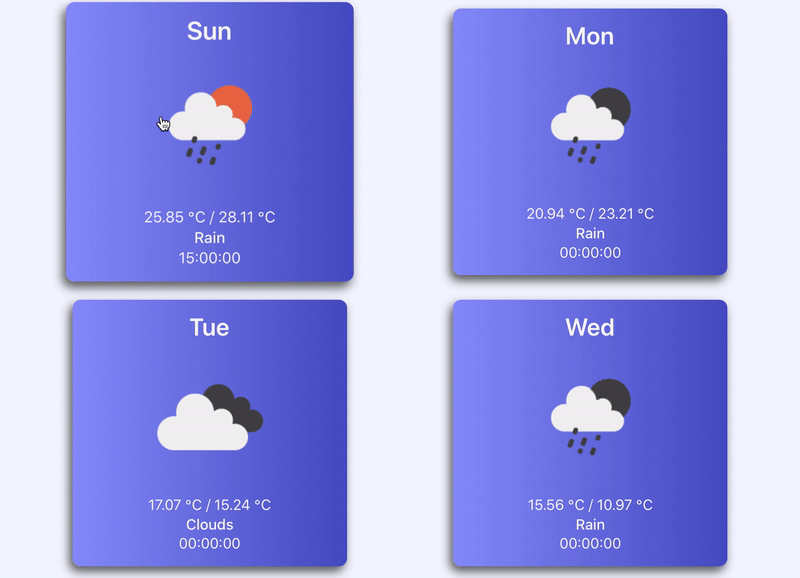 Sun
25.85 °C / 28.11 °C
Rain
15:00:00
Mon
20.94 °C / 23.21 °C
Rain
00:00:00
Tue
17.07 °C / 15.24 °C
Clouds
00:00:00
Wed
15.56 °C / 10.97 °C
Rain
00:00:00